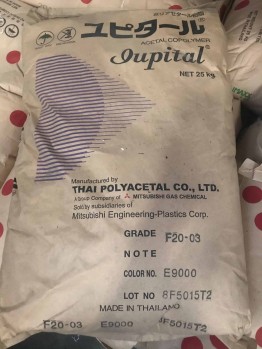 ユピタール®
ACETAL COPOLYMER
Iupital®
NET 25 kg
Manufactured by
THAI POLYACETAL CO., LTD.
A Group Company of MITSUBISHI GAS CHEMICAL
Sold by subsidiaries of
Mitsubishi Engineering-Plastics Corp.
GRADE F20-03
NOTE
COLOR NO. E9000
LOT NO 8F5015T2
MADE IN THAILAND
F20-03 E9000 8F5015T2